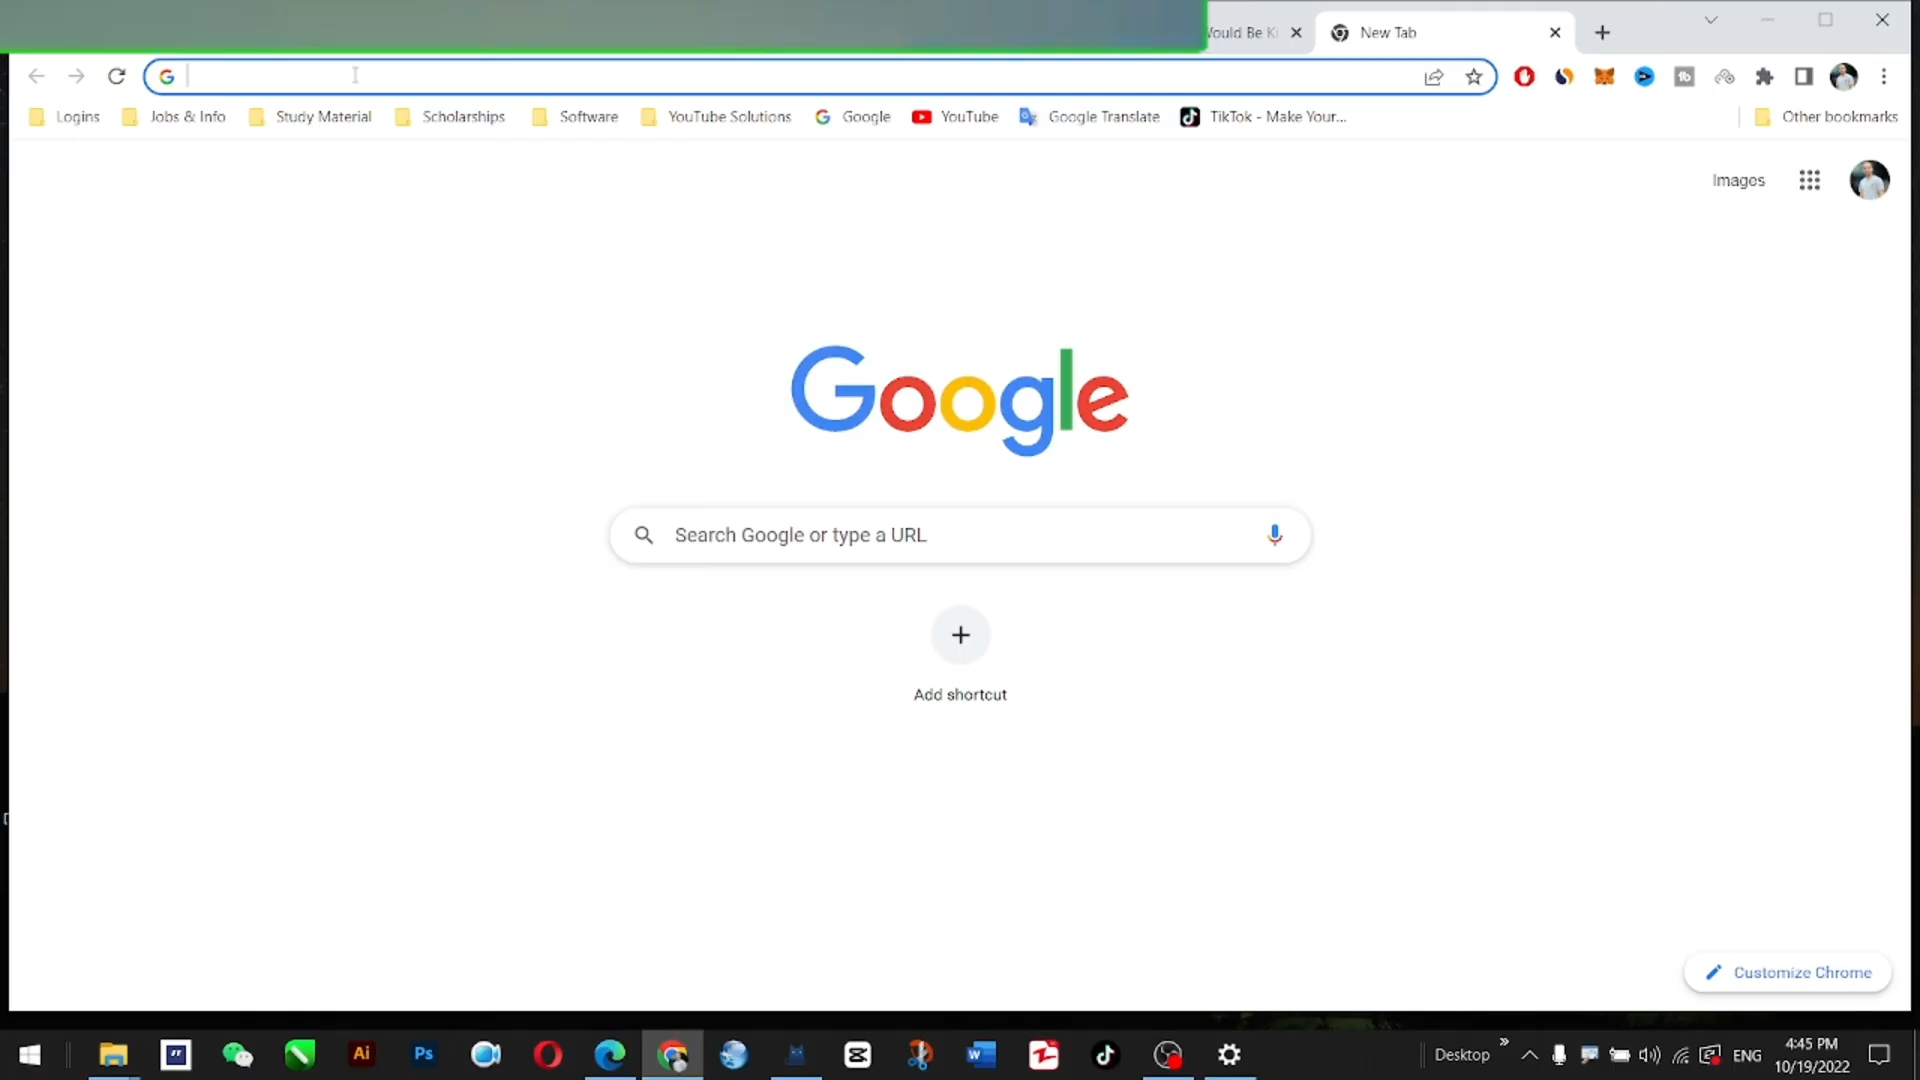 Would Be Ki
New Tab
Logins
Jobs & Info
Study Material
Scholarships
Software
YouTube Solutions
Google
YouTube
Google Translate
TikTok - Make Your...
Other bookmarks
Images
Google
Search Google or type a URL
Add shortcut
Customize Chrome
Ai
Ps
Desktop
ENG
4:45 PM
10/19/2022